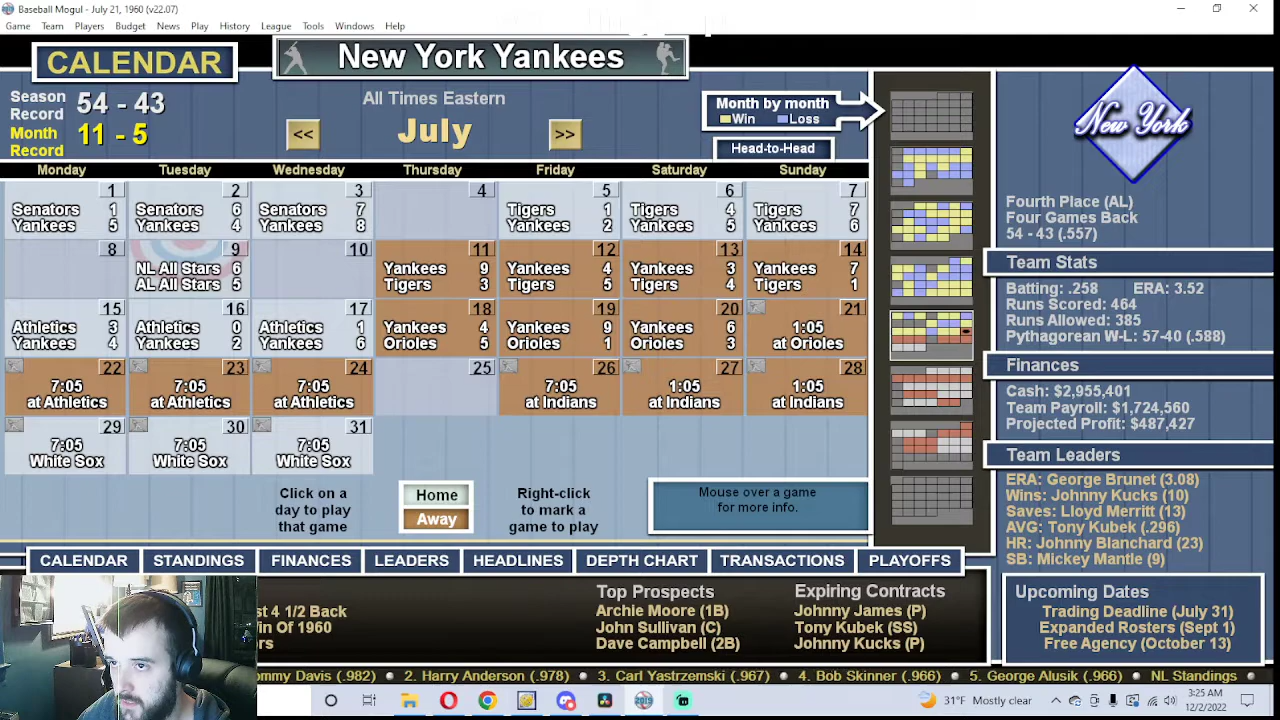 Baseball Mogul - July 21, 1960 (v22.07)
Game Team Players Budget News Play History League Tools Windows Help
CALENDAR
New York Yankees
Season Record 54 - 43
Month Record 11 - 5
All Times Eastern
<< July >>
Month by month
Win Loss
Head-to-Head
Monday Tuesday Wednesday Thursday Friday Saturday Sunday
1 2 3 4 5 6 7
Senators 1 Senators 6 Senators 7 Tigers 1 Tigers 4 Tigers 7
Yankees 5 Yankees 4 Yankees 8 Yankees 2 Yankees 5 Yankees 6
8 9 10 11 12 13 14
NL All Stars 6 Yankees 9 Yankees 4 Yankees 3 Yankees 7
AL All Stars 5 Tigers 3 Tigers 5 Tigers 4 Tigers 1
15 16 17 18 19 20 21
Athletics 3 Athletics 0 Athletics 1 Yankees 4 Yankees 9 Yankees 6 1:05
Yankees 4 Yankees 2 Yankees 6 Orioles 5 Orioles 1 Orioles 3 at Orioles
22 23 24 25 26 27 28
7:05 7:05 7:05 7:05 1:05 1:05
at Athletics at Athletics at Athletics at Indians at Indians at Indians
29 30 31
7:05 7:05 7:05
White Sox White Sox White Sox
Click on a day to play that game
Home
Away
Right-click to mark a game to play
Mouse over a game
for more info.
New York
Fourth Place (AL)
Four Games Back
54 - 43 (.557)
Team Stats
Batting: .258 ERA: 3.52
Runs Scored: 464
Runs Allowed: 385
Pythagorean W-L: 57-40 (.588)
Finances
Cash: $2,955,401
Team Payroll: $1,724,560
Projected Profit: $487,427
Team Leaders
ERA: George Brunet (3.08)
Wins: Johnny Kucks (10)
Saves: Lloyd Merritt (13)
AVG: Tony Kubek (.296)
HR: Johnny Blanchard (23)
SB: Mickey Mantle (9)
CALENDAR STANDINGS FINANCES LEADERS HEADLINES DEPTH CHART TRANSACTIONS PLAYOFFS
4 1/2 Back
Of 1960
Top Prospects
Archie Moore (1B)
John Sullivan (C)
Dave Campbell (2B)
Expiring Contracts
Johnny James (P)
Tony Kubek (SS)
Johnny Kucks (P)
Upcoming Dates
Trading Deadline (July 31)
Expanded Rosters (Sept 1)
Free Agency (October 13)
Davis (.982) 2. Harry Anderson (.978) 3. Carl Yastrzemski (.967) 4. Bob Skinner (.966) 5. George Alusik (.966) NL Standings
31°F Mostly clear
3:25 AM
12/2/2022